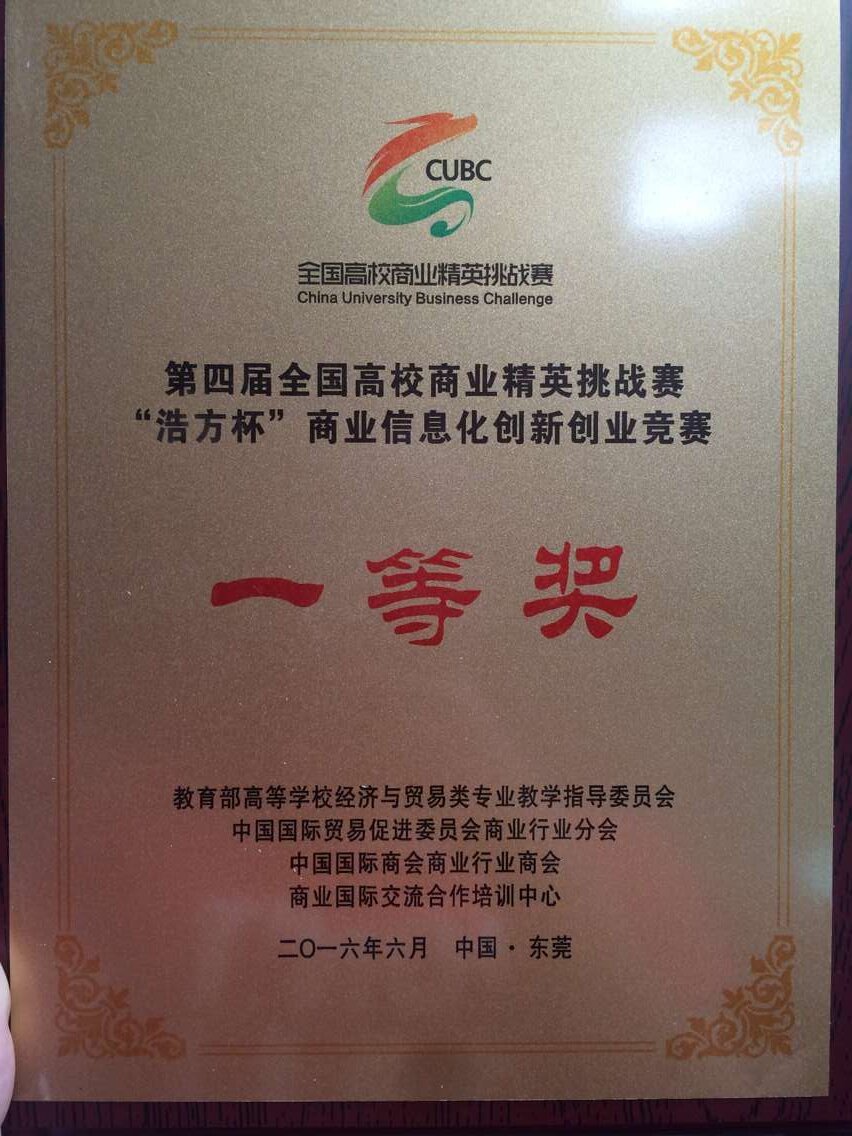 CUBC
全国高校商业精英挑战赛
China University Business Challenge
第四届全国高校商业精英挑战赛
“浩方杯”商业信息化创新创业竞赛
一等奖
教育部高等学校经济与贸易类专业教学指导委员会
中国国际贸易促进委员会商业行业分会
中国国际商会商业行业商会
商业国际交流合作培训中心
二〇一六年六月 中国·东莞